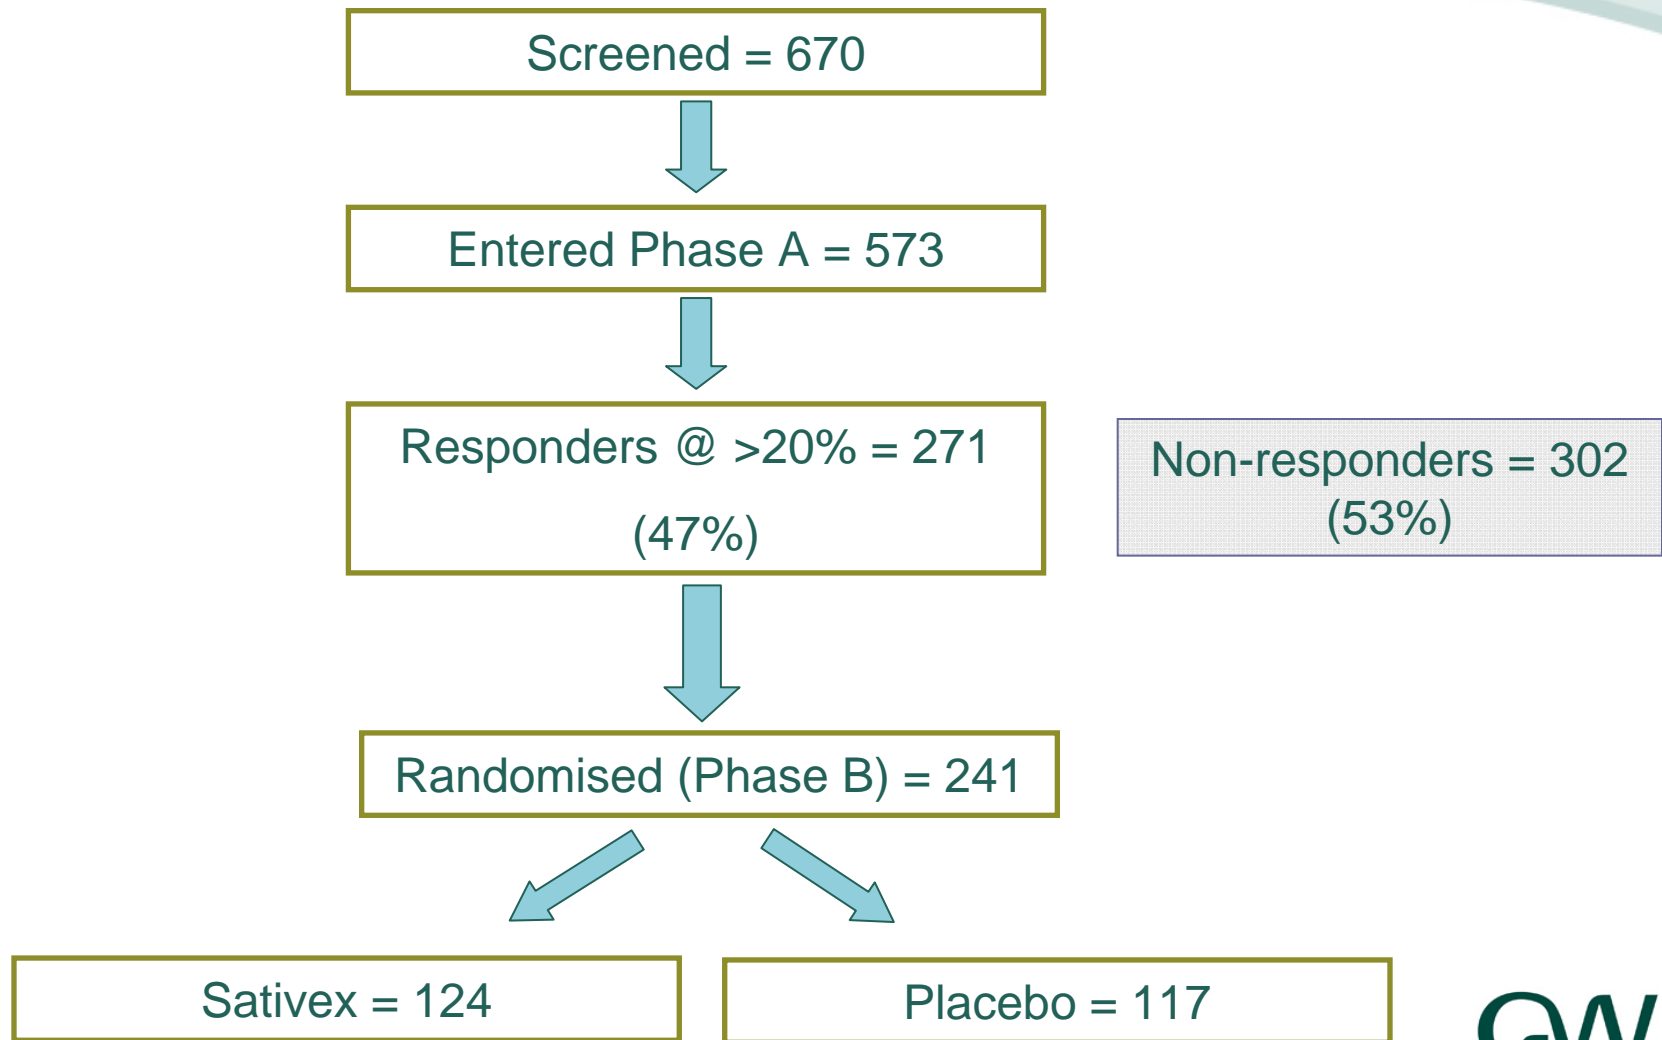 Screened = 670
Entered Phase A = 573
Responders @ >20% = 271
(47%)
Non-responders = 302
(53%)
Randomised (Phase B) = 241
Sativex = 124
Placebo = 117
GW